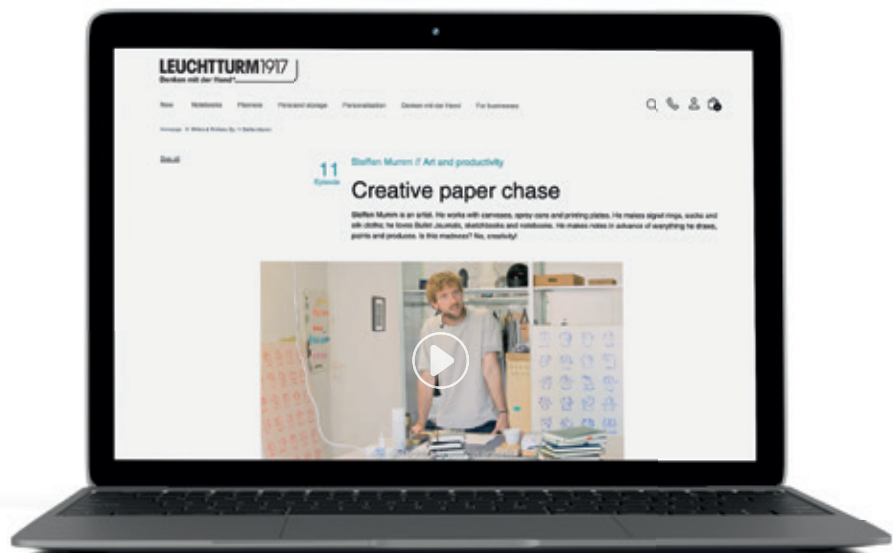 LEUCHTTURM1917
Denken mit der Hand
New Notebooks Planners Pens and storage Personalisation Denken mit der Hand For businesses
See all
11
Episode
Steffen Mumm // Art and productivity
Creative paper chase
Steffen Mumm is an artist. He works with canvases, spray cans and printing plates. He makes signet rings, socks and
silk cloths; he loves Bullet Journals, sketchbooks and notebooks. He makes notes in advance of everything he draws,
paints and produces. Is this madness? No, creativity!